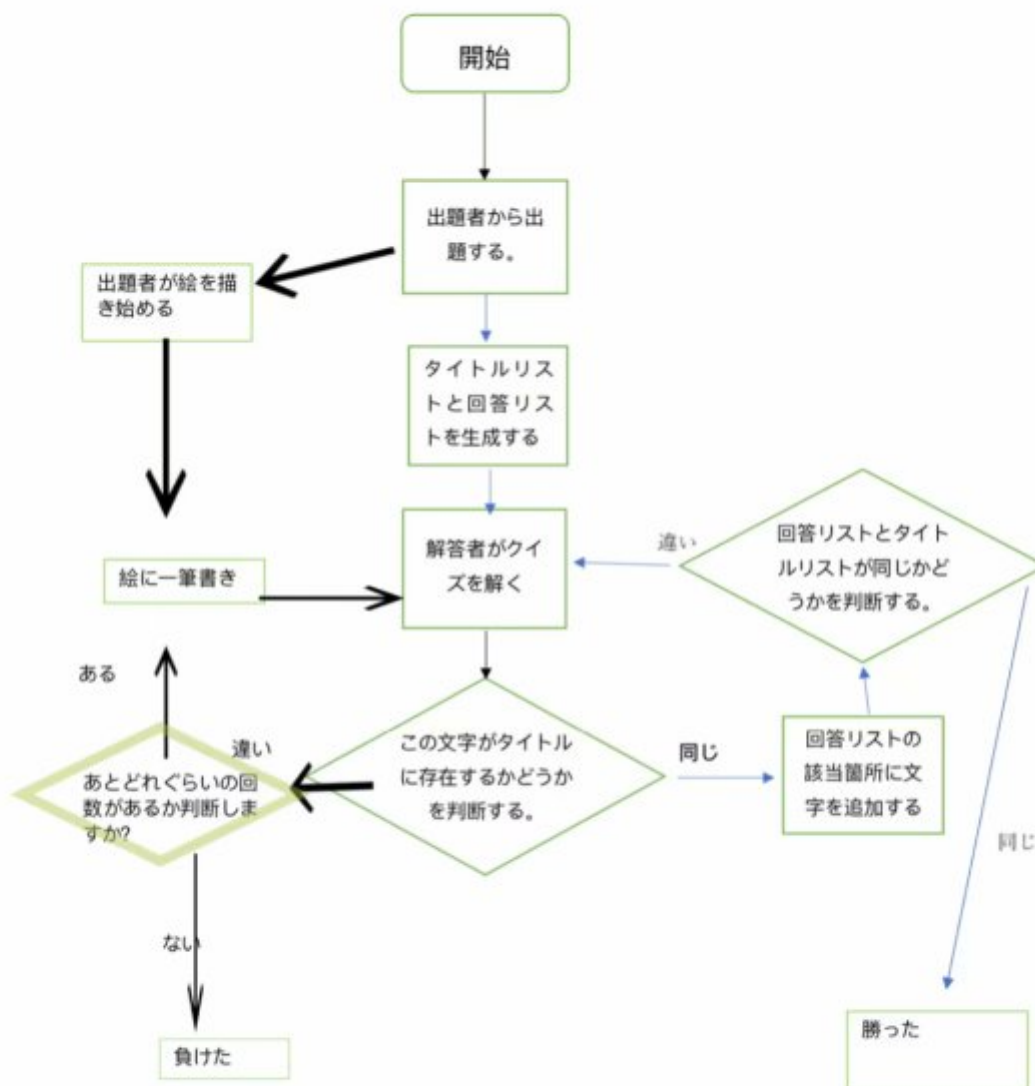 開始
出題者から出
題する。
出題者が絵を描
き始める
タイトルリス
トと回答リス
トを生成する
解答者がクイ
ズを解く
違い
回答リストとタイト
ルリストが同じかど
うかを判断する。
絵に一筆書き
ある
違い
この文字がタイトル
に存在するかどうか
を判断する。
同じ
回答リストの
該当箇所に文
字を追加する
あとどれぐらいの回
数があるか判断しま
すか?
同じ
ない
負けた
勝った